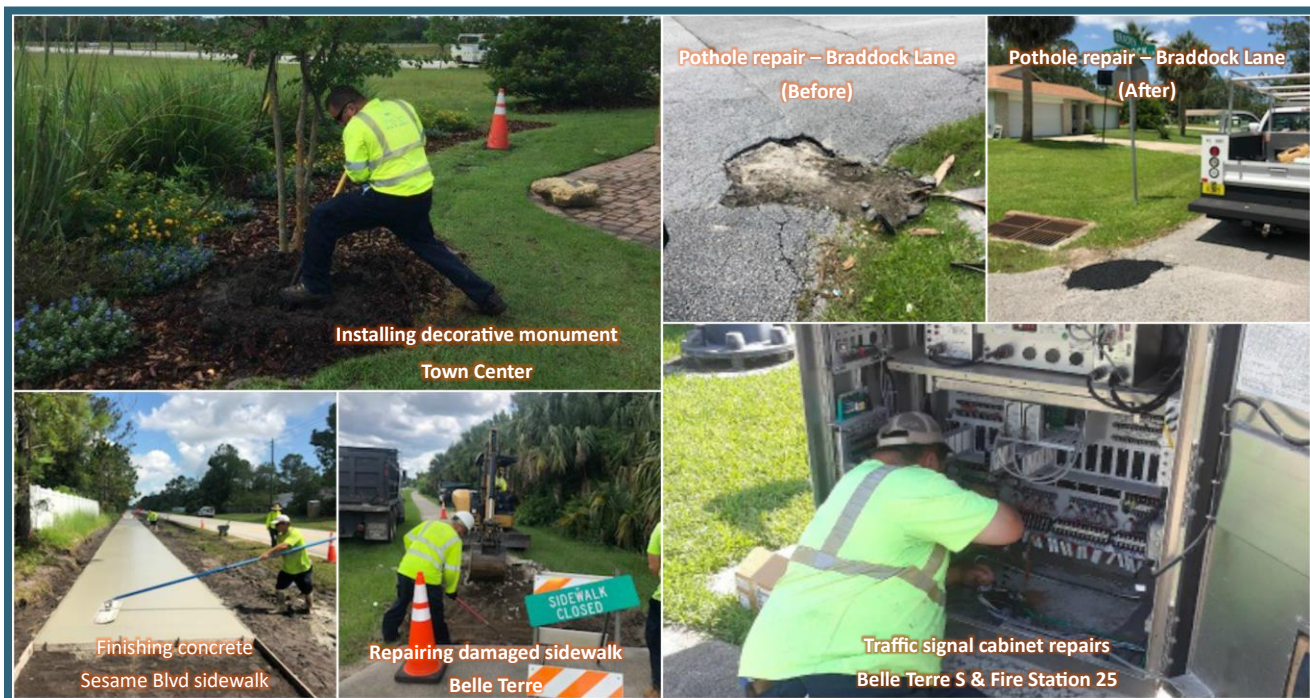 Installing decorative monument
Town Center
Pothole repair – Braddock Lane
(Before)
Pothole repair – Braddock Lane
(After)
Finishing concrete
Sesame Blvd sidewalk
Repairing damaged sidewalk
Belle Terre
SIDEWALK
CLOSED
Traffic signal cabinet repairs
Belle Terre S & Fire Station 25